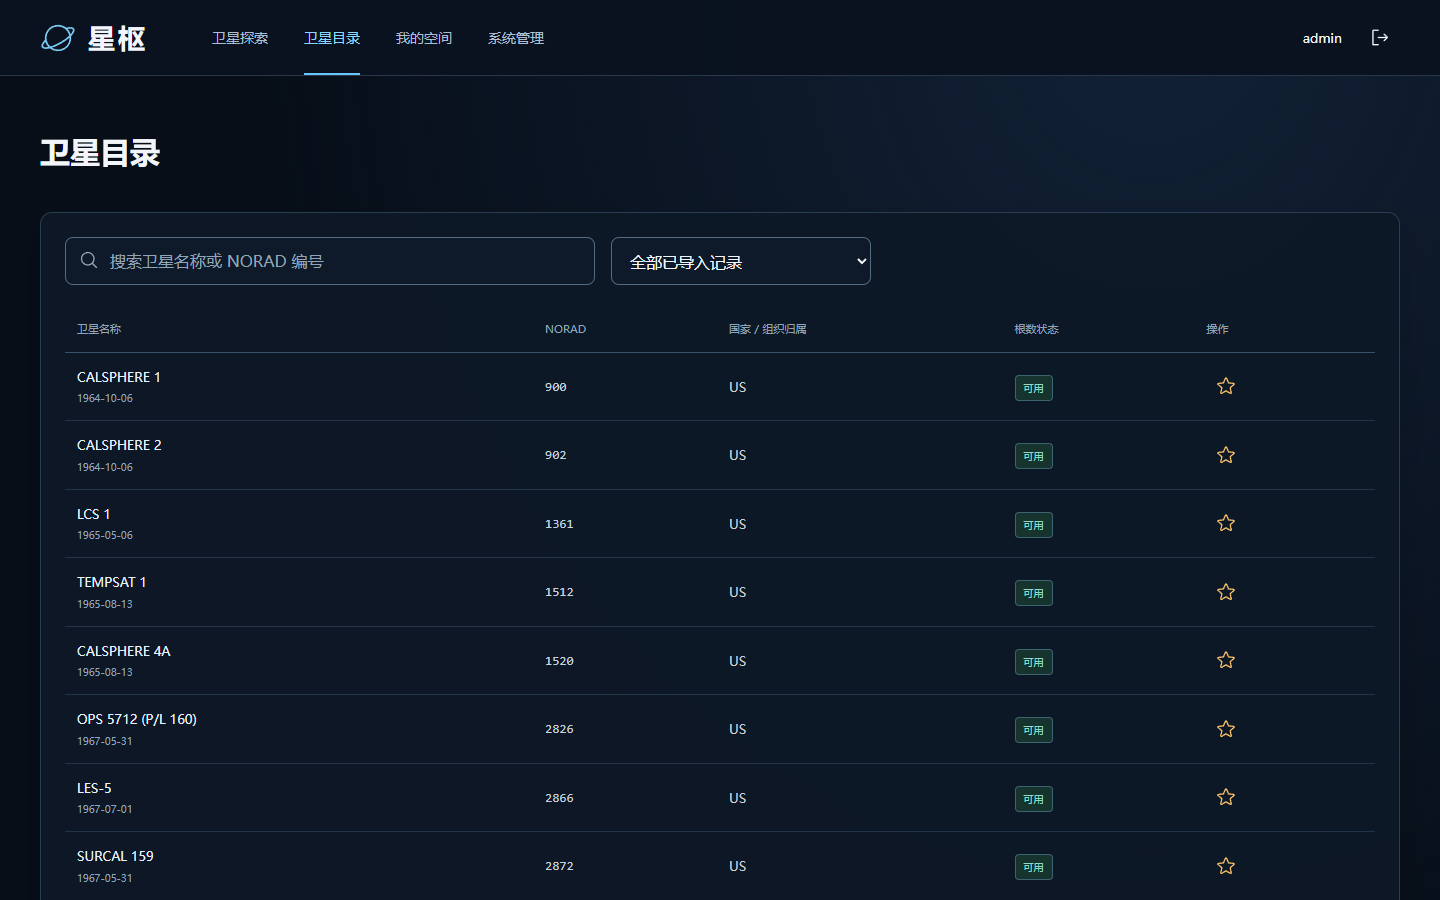 星枢 卫星探索 卫星目录 我的空间 系统管理 admin
卫星目录
搜索卫星名称或 NORAD 编号 全部已导入记录
卫星名称 NORAD 国家 / 组织归属 根数状态 操作
CALSPHERE 1
1964-10-06
900 US 可用
CALSPHERE 2
1964-10-06
902 US 可用
LCS 1
1965-05-06
1361 US 可用
TEMPSAT 1
1965-08-13
1512 US 可用
CALSPHERE 4A
1965-08-13
1520 US 可用
OPS 5712 (P/L 160)
1967-05-31
2826 US 可用
LES-5
1967-07-01
2866 US 可用
SURCAL 159
1967-05-31
2872 US 可用